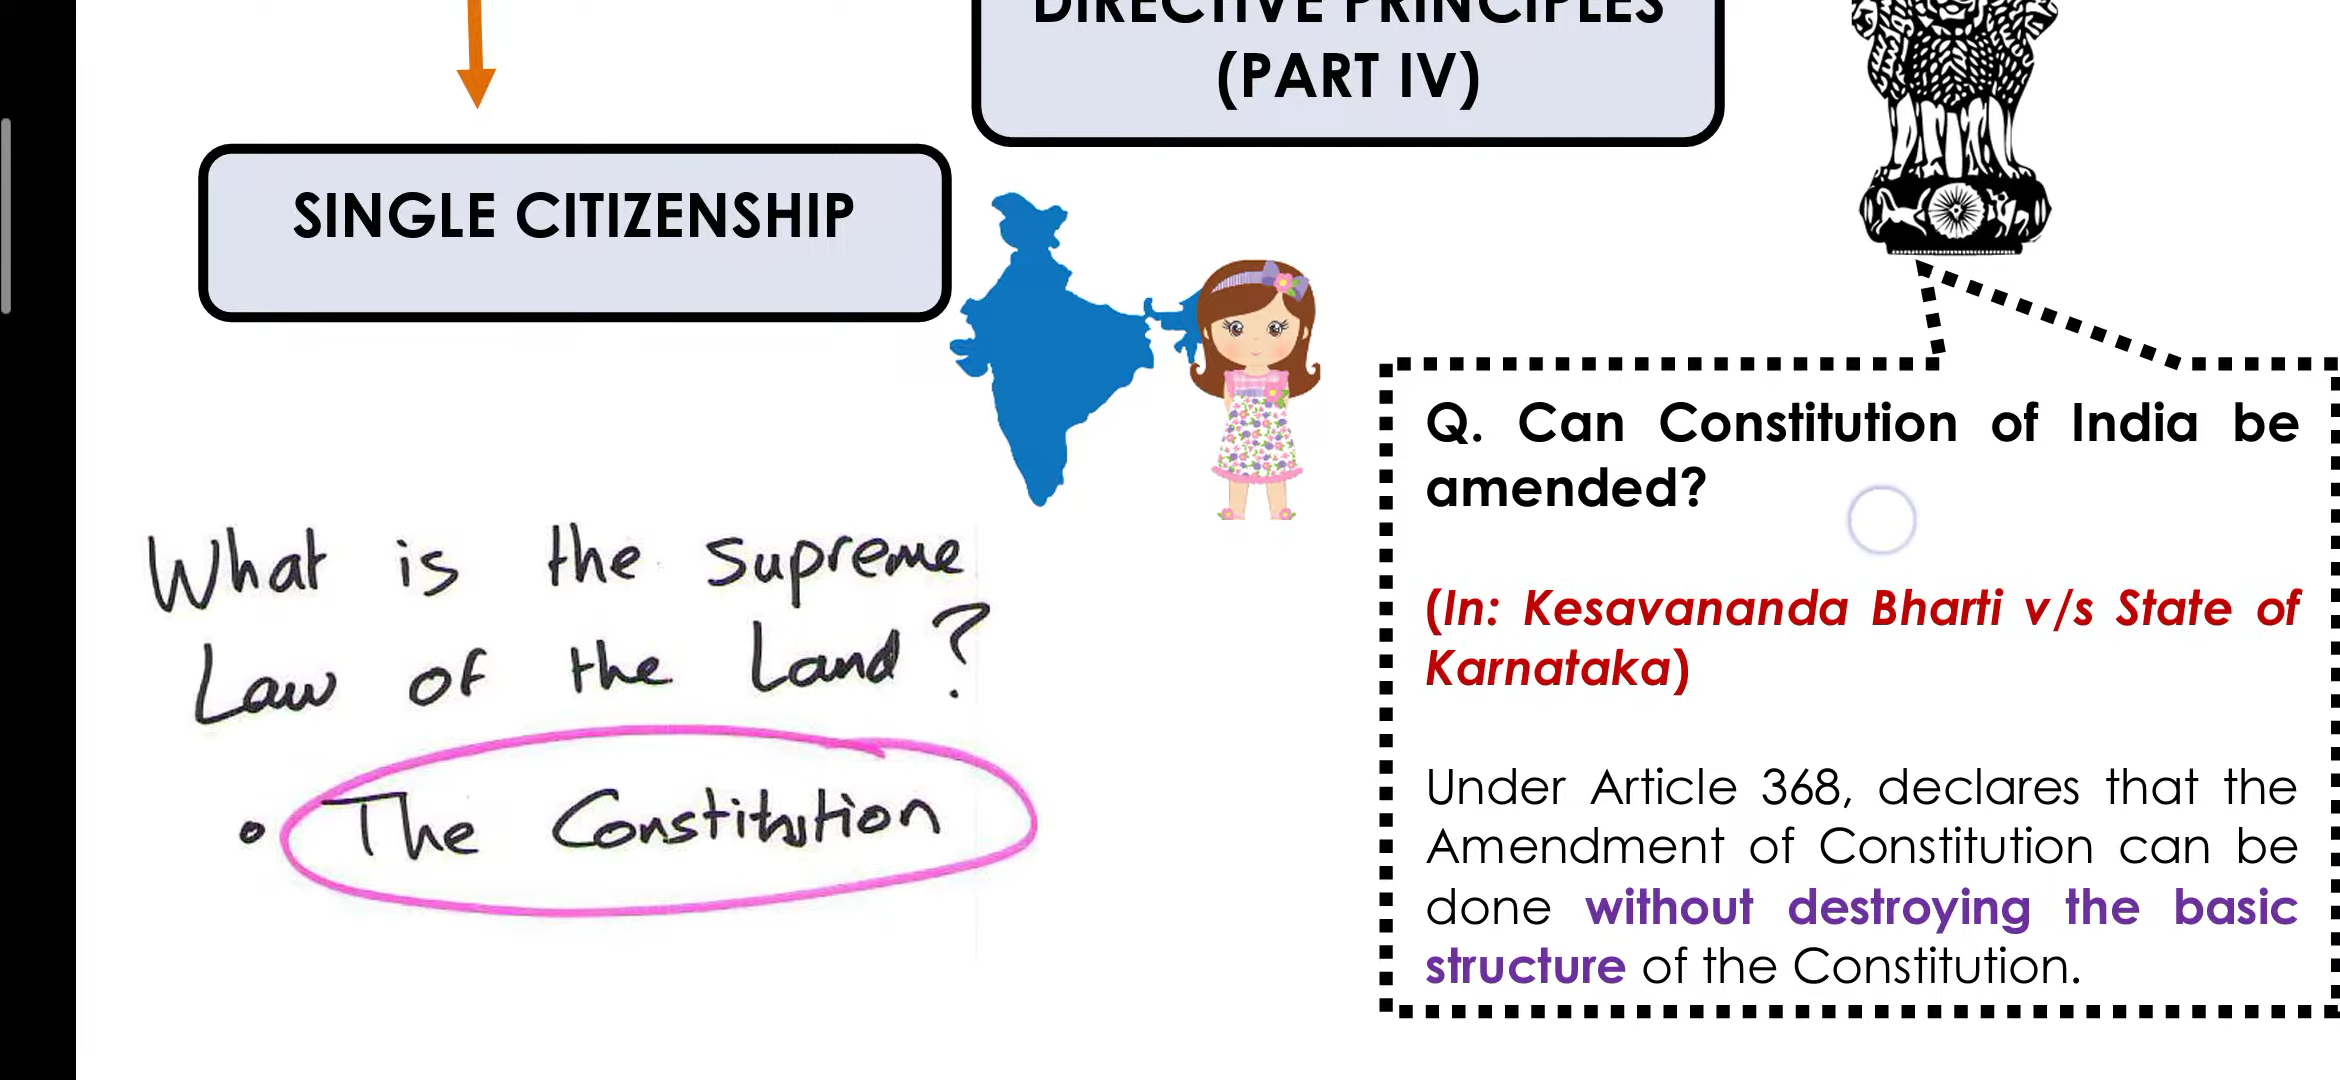 DIRECTIVE PRINCIPLES
(PART IV)
SINGLE CITIZENSHIP
What is the Supreme
Law of the Land?
• The Constitution
Q. Can Constitution of India be
amended?
(In: Kesavananda Bharti v/s State of
Karnataka)
Under Article 368, declares that the
Amendment of Constitution can be
done without destroying the basic
structure of the Constitution.